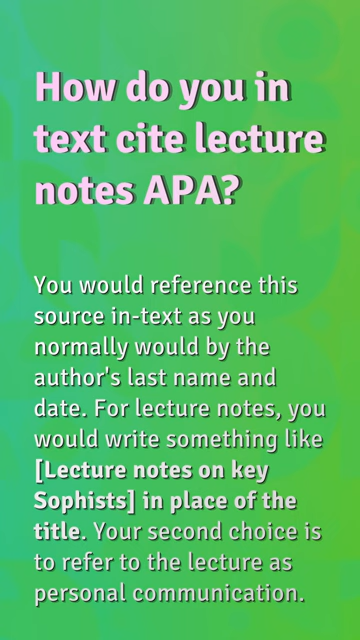 How do you in
text cite lecture
notes APA?
You would reference this
source in-text as you
normally would by the
author's last name and
date. For lecture notes, you
would write something like
[Lecture notes on key
Sophists] in place of the
title. Your second choice is
to refer to the lecture as
personal communication.